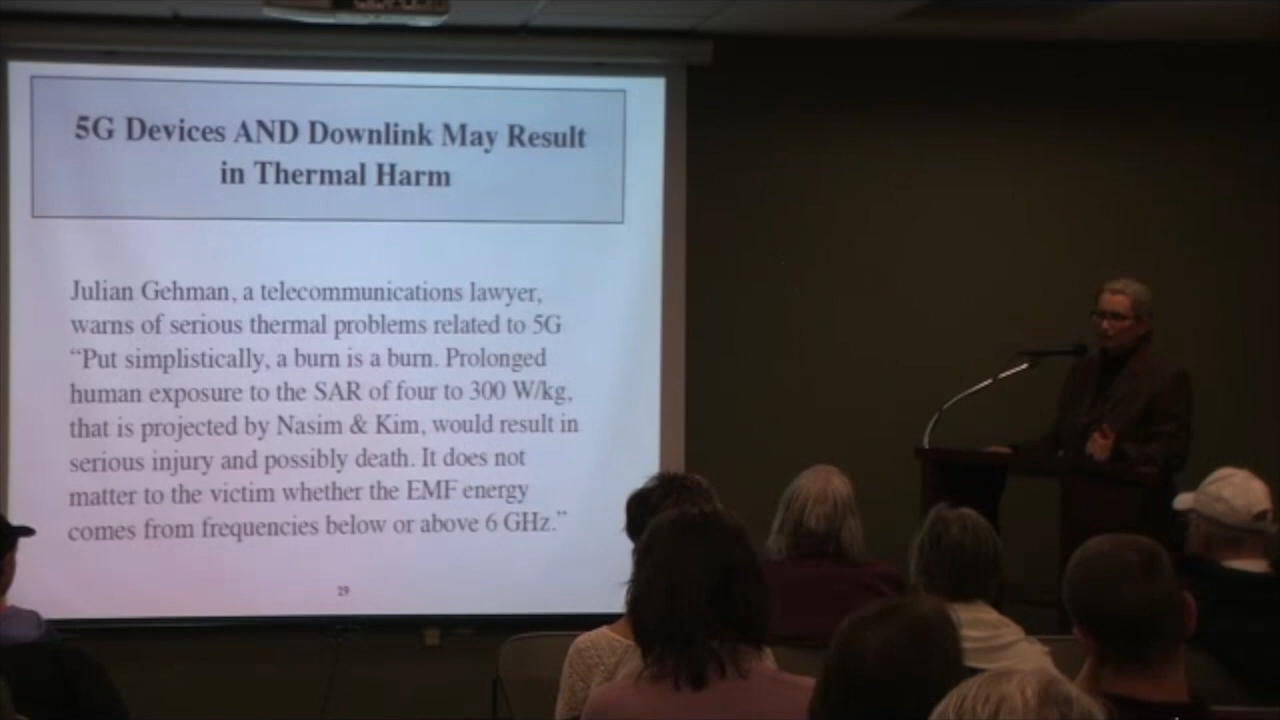 5G Devices AND Downlink May Result
in Thermal Harm
Julian Gehman, a telecommunications lawyer,
warns of serious thermal problems related to 5G
“Put simplistically, a burn is a burn. Prolonged
human exposure to the SAR of four to 300 W/kg,
that is projected by Nasim & Kim, would result in
serious injury and possibly death. It does not
matter to the victim whether the EMF energy
comes from frequencies below or above 6 GHz.”
29